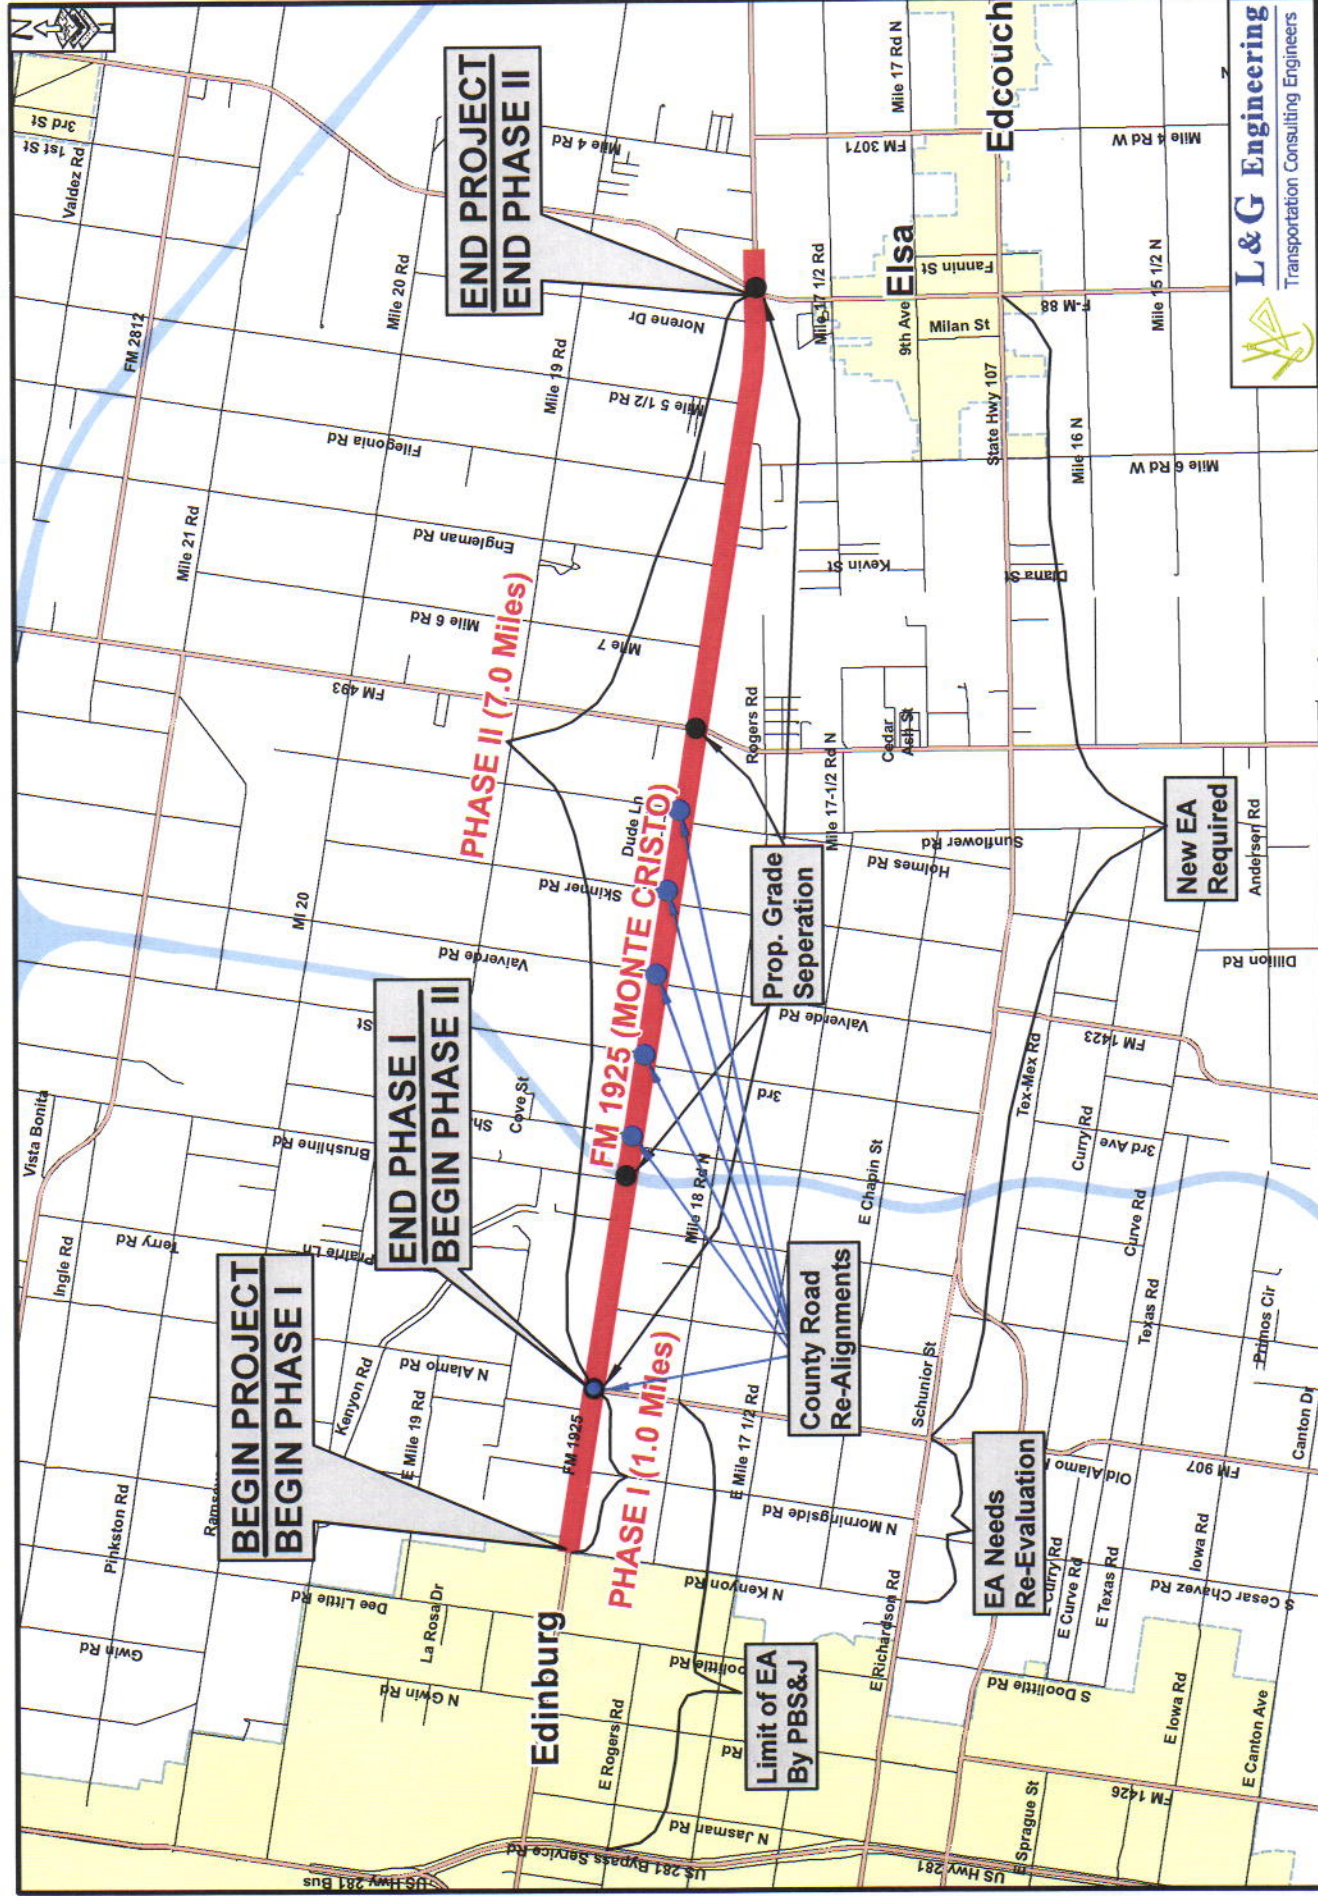 N
3rd St
1st St
Valdez Rd
FM 2812
Mile 20 Rd
Mile 19 Rd
Mile 21 Rd
Filegonia Rd
Engleman Rd
Mile 6 Rd
Mile 7
FM 493
Mile 5 1/2 Rd
Norene Dr
Mile 4 Rd
END PROJECT
END PHASE II
Mile 17 Rd N
FM 3071
Edcouch
Mile 4 Rd W
Mile 17 1/2 Rd
Elsa
Fannin St
9th Ave
Milan St
F-M 88
Mile 15 1/2 N
State Hwy 107
Mile 16 N
Mile 6 Rd W
Kevin St
Diana St
PHASE II (7.0 Miles)
Rogers Rd
Cedar
Ash St
Mile 17-1/2 Rd N
Dude Ln
Skinner Rd
MI 20
Valverde Rd
St
FM 1925 (MONTE CRISTO)
Prop. Grade
Seperation
Holmes Rd
Sunflower Rd
New EA
Required
Anderson Rd
Dillion Rd
Valverde Rd
FM 1423
Tex-Mex Rd
3rd
END PHASE I
BEGIN PHASE II
Vista Bonita
Brushline Rd
Sh
Cove St
Mile 18 Rd N
E Chapin St
Curry Rd
3rd Ave
Curve Rd
Texas Rd
Primos Cir
Ingle Rd
Terry Rd
Prairie Ln
BEGIN PROJECT
BEGIN PHASE I
Kenyon Rd
N Alamo Rd
E Mile 19 Rd
FM 1925
PHASE I (1.0 Miles)
County Road
Re-Alignments
E Mile 17 1/2 Rd
Schunior St
Old Alamo
FM 907
Canton Dr
Pinkston Rd
N Morningside Rd
EA Needs
Re-Evaluation
E Curry Rd
E Curve Rd
E Texas Rd
Iowa Rd
S Cesar Chavez Rd
Gwin Rd
Dee Little Rd
La Rosa Dr
N Gwin Rd
Edinburg
E Rogers Rd
N Kenyon Rd
E Richardson Rd
Limit of EA
By PBS&J
Rd
S Doolittle Rd
E Iowa Rd
E Canton Ave
FM 1426
E Sprague St
N Jasman Rd
US 281 Bypass Service Rd
US Hwy 281 Bus
US Hwy 281
L&G Engineering
Transportation Consulting Engineers